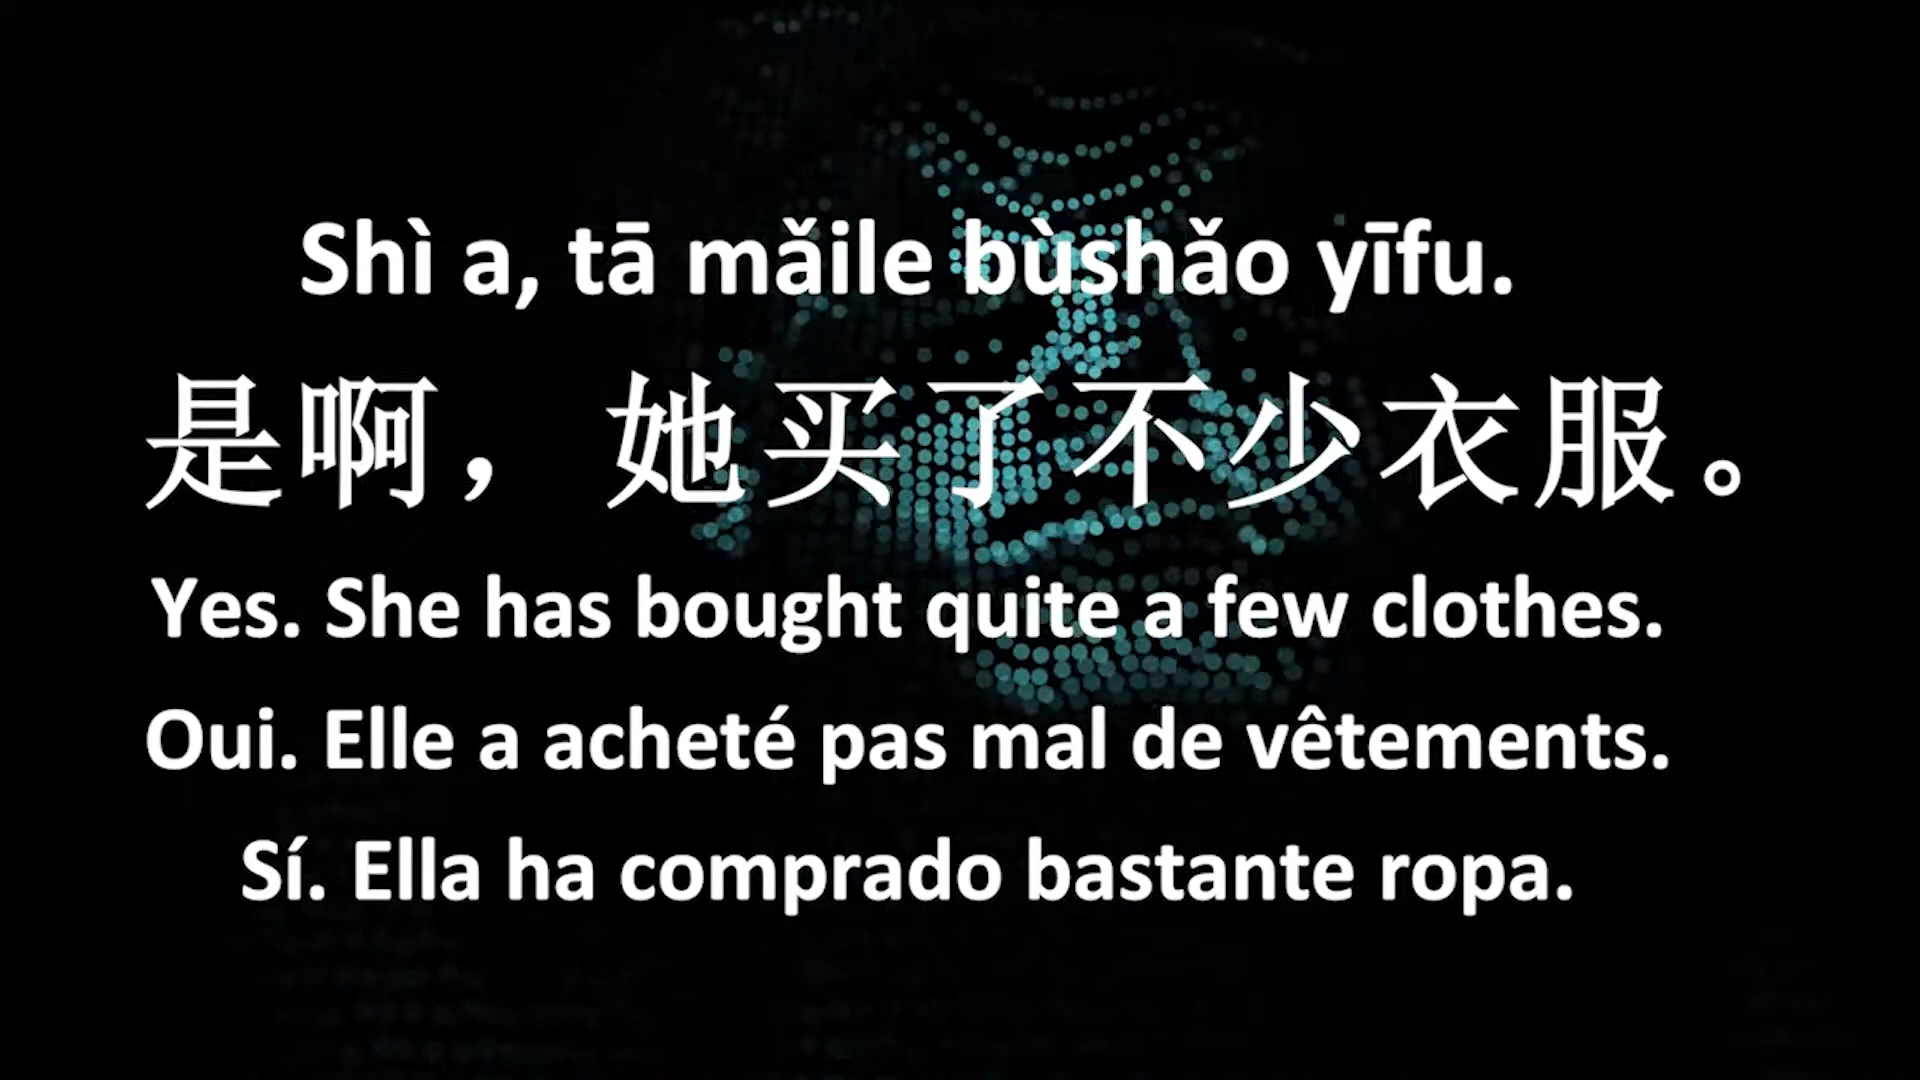 Shì a, tā mǎile bùshǎo yīfu.
是啊，她买了不少衣服。
Yes. She has bought quite a few clothes.
Oui. Elle a acheté pas mal de vêtements.
Sí. Ella ha comprado bastante ropa.